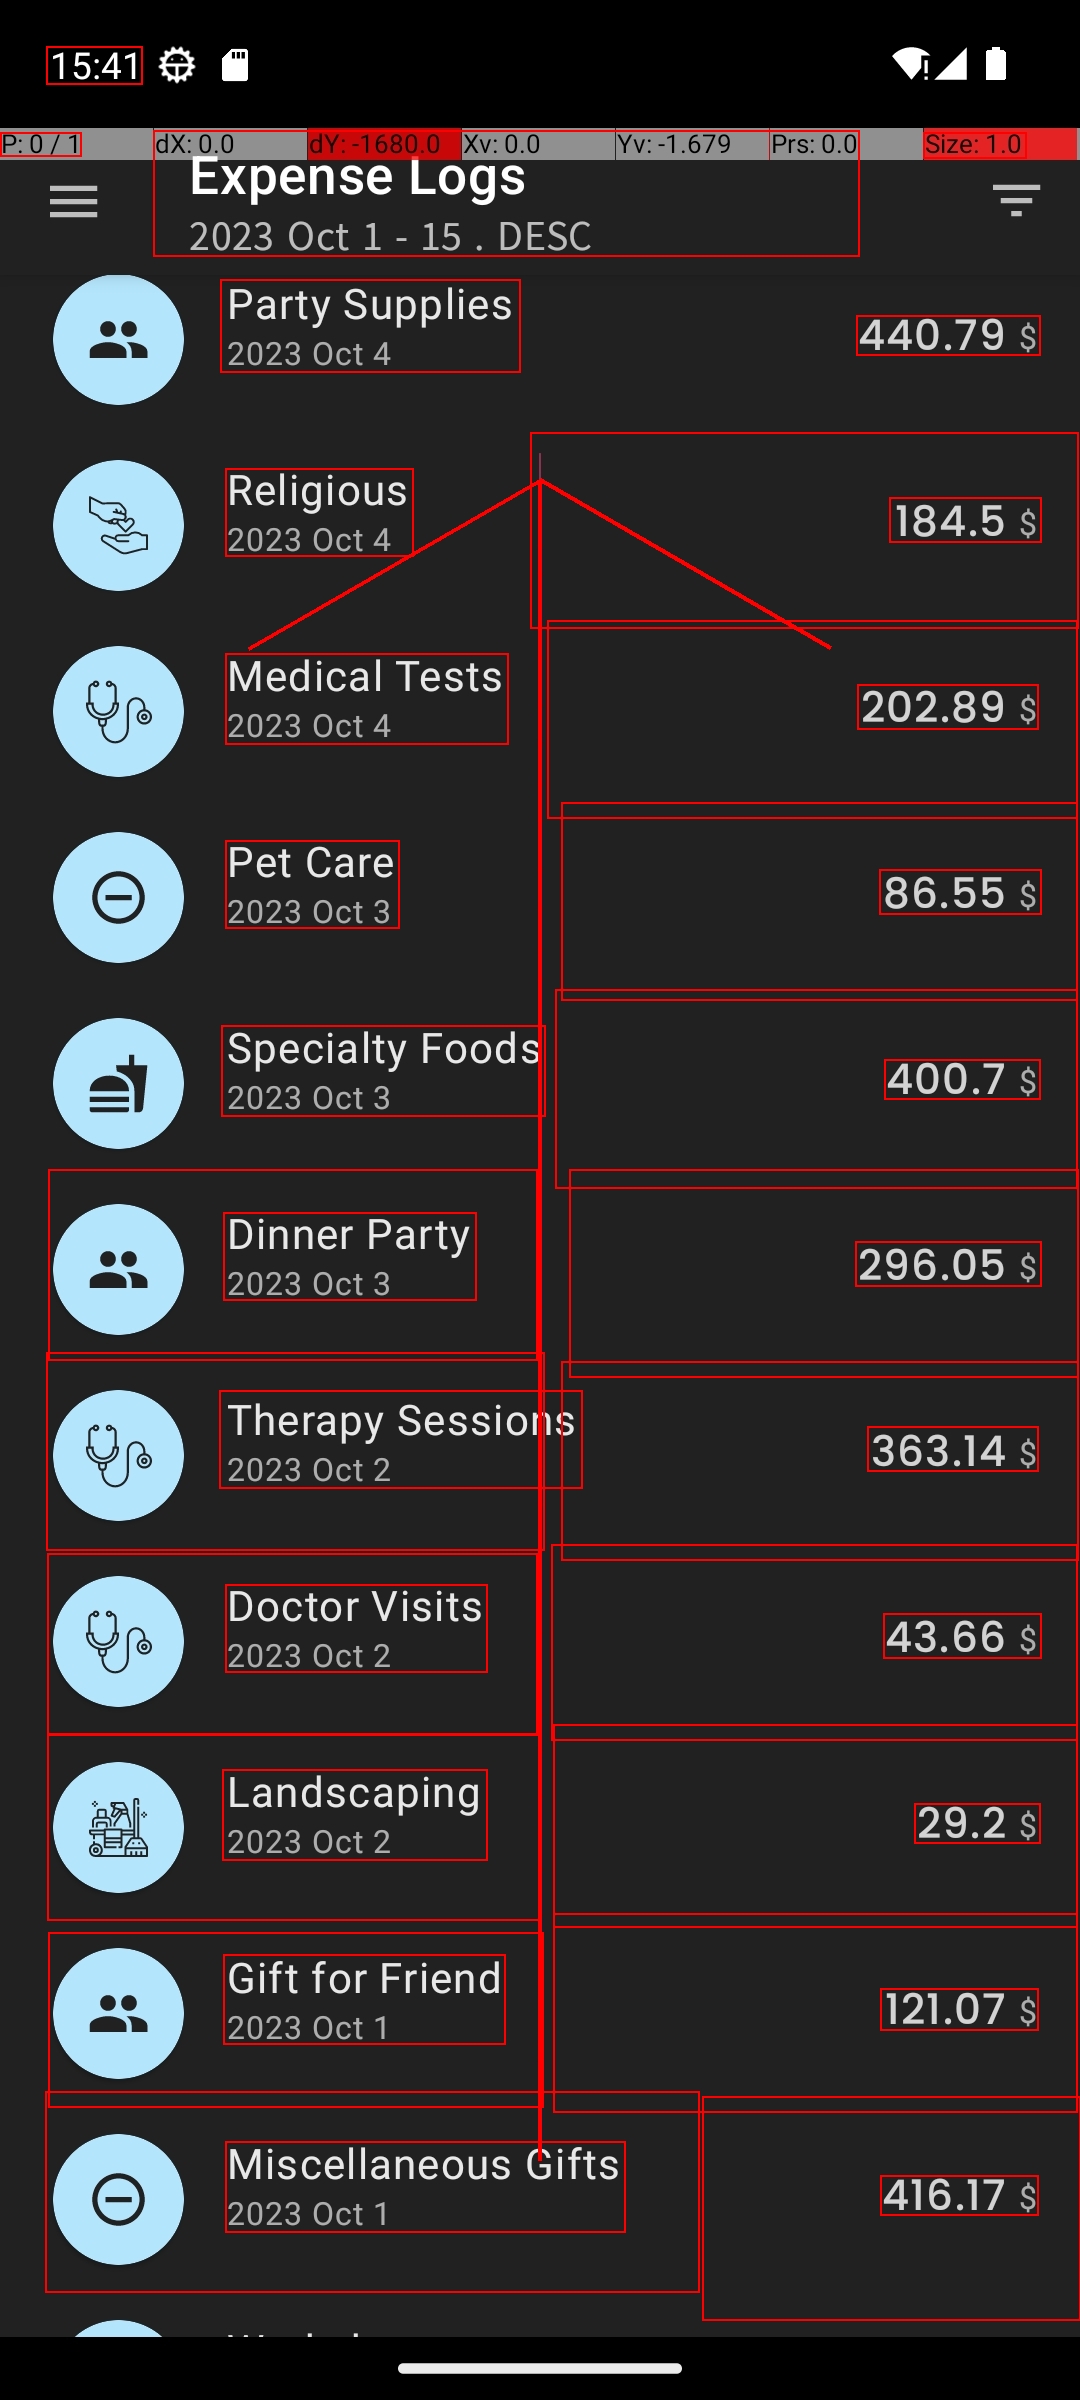 15:41
P: 0 / 1 dX: 0.0 dY: -1680.0 Xv: 0.0 Yv: -1.679 Prs: 0.0 Size: 1.0
Expense Logs
2023 Oct 1 - 15 . DESC
Party Supplies
2023 Oct 4
440.79 $
Religious
2023 Oct 4
184.5 $
Medical Tests
2023 Oct 4
202.89 $
Pet Care
2023 Oct 3
86.55 $
Specialty Foods
2023 Oct 3
400.7 $
Dinner Party
2023 Oct 3
296.05 $
Therapy Sessions
2023 Oct 2
363.14 $
Doctor Visits
2023 Oct 2
43.66 $
Landscaping
2023 Oct 2
29.2 $
Gift for Friend
2023 Oct 1
121.07 $
Miscellaneous Gifts
2023 Oct 1
416.17 $